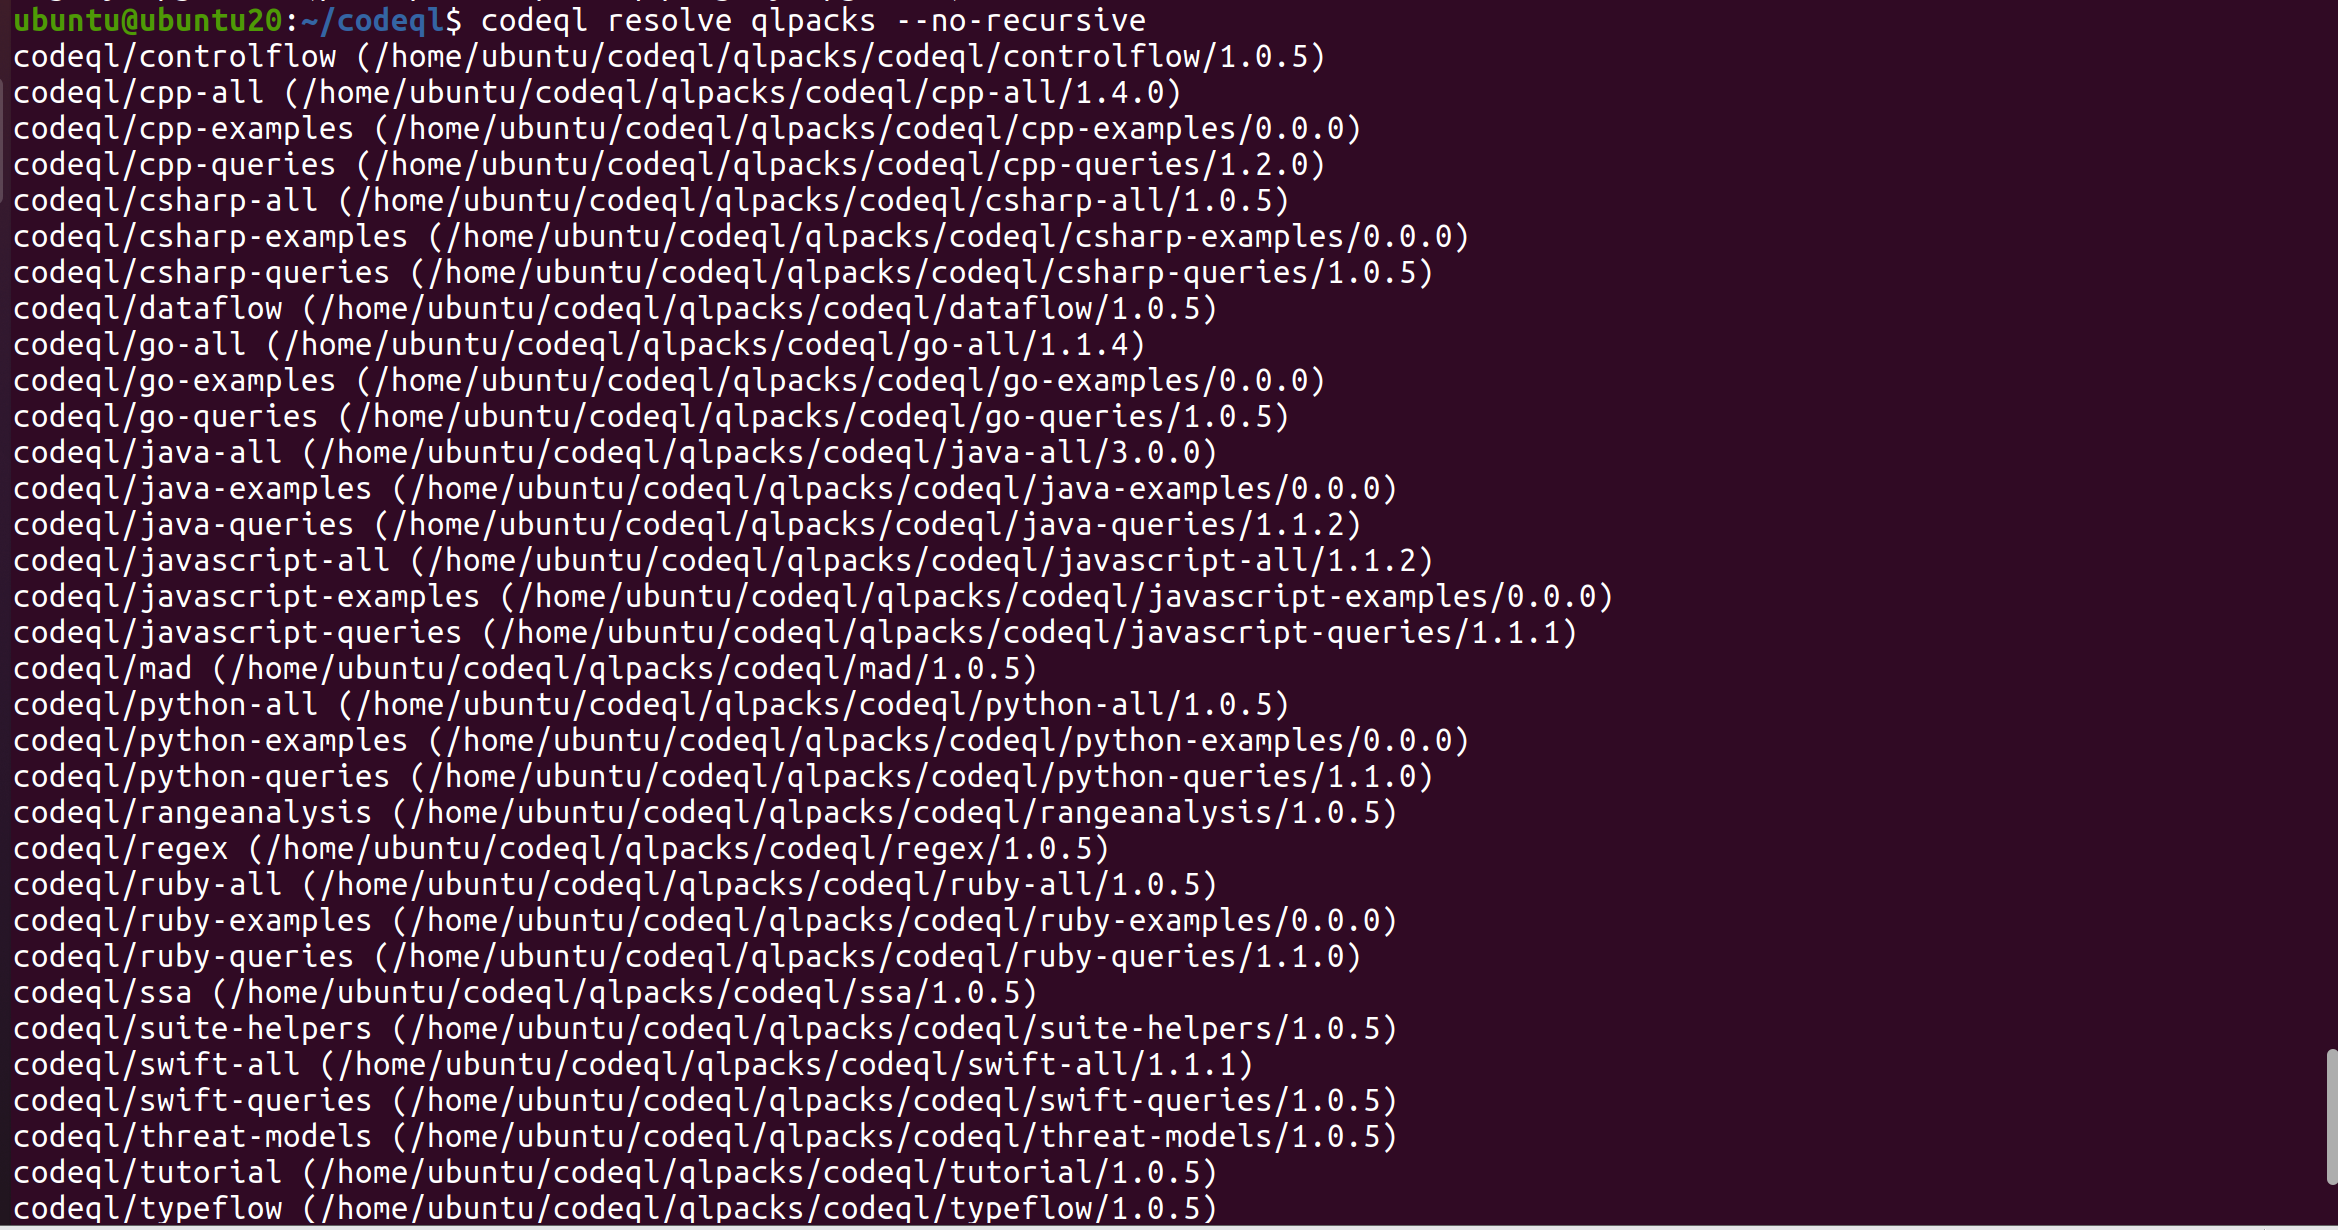 ubuntu@ubuntu20:~/codeql$ codeql resolve qlpacks --no-recursive
codeql/controlflow (/home/ubuntu/codeql/qlpacks/codeql/controlflow/1.0.5)
codeql/cpp-all (/home/ubuntu/codeql/qlpacks/codeql/cpp-all/1.4.0)
codeql/cpp-examples (/home/ubuntu/codeql/qlpacks/codeql/cpp-examples/0.0.0)
codeql/cpp-queries (/home/ubuntu/codeql/qlpacks/codeql/cpp-queries/1.2.0)
codeql/csharp-all (/home/ubuntu/codeql/qlpacks/codeql/csharp-all/1.0.5)
codeql/csharp-examples (/home/ubuntu/codeql/qlpacks/codeql/csharp-examples/0.0.0)
codeql/csharp-queries (/home/ubuntu/codeql/qlpacks/codeql/csharp-queries/1.0.5)
codeql/dataflow (/home/ubuntu/codeql/qlpacks/codeql/dataflow/1.0.5)
codeql/go-all (/home/ubuntu/codeql/qlpacks/codeql/go-all/1.1.4)
codeql/go-examples (/home/ubuntu/codeql/qlpacks/codeql/go-examples/0.0.0)
codeql/go-queries (/home/ubuntu/codeql/qlpacks/codeql/go-queries/1.0.5)
codeql/java-all (/home/ubuntu/codeql/qlpacks/codeql/java-all/3.0.0)
codeql/java-examples (/home/ubuntu/codeql/qlpacks/codeql/java-examples/0.0.0)
codeql/java-queries (/home/ubuntu/codeql/qlpacks/codeql/java-queries/1.1.2)
codeql/javascript-all (/home/ubuntu/codeql/qlpacks/codeql/javascript-all/1.1.2)
codeql/javascript-examples (/home/ubuntu/codeql/qlpacks/codeql/javascript-examples/0.0.0)
codeql/javascript-queries (/home/ubuntu/codeql/qlpacks/codeql/javascript-queries/1.1.1)
codeql/mad (/home/ubuntu/codeql/qlpacks/codeql/mad/1.0.5)
codeql/python-all (/home/ubuntu/codeql/qlpacks/codeql/python-all/1.0.5)
codeql/python-examples (/home/ubuntu/codeql/qlpacks/codeql/python-examples/0.0.0)
codeql/python-queries (/home/ubuntu/codeql/qlpacks/codeql/python-queries/1.1.0)
codeql/rangeanalysis (/home/ubuntu/codeql/qlpacks/codeql/rangeanalysis/1.0.5)
codeql/regex (/home/ubuntu/codeql/qlpacks/codeql/regex/1.0.5)
codeql/ruby-all (/home/ubuntu/codeql/qlpacks/codeql/ruby-all/1.0.5)
codeql/ruby-examples (/home/ubuntu/codeql/qlpacks/codeql/ruby-examples/0.0.0)
codeql/ruby-queries (/home/ubuntu/codeql/qlpacks/codeql/ruby-queries/1.1.0)
codeql/ssa (/home/ubuntu/codeql/qlpacks/codeql/ssa/1.0.5)
codeql/suite-helpers (/home/ubuntu/codeql/qlpacks/codeql/suite-helpers/1.0.5)
codeql/swift-all (/home/ubuntu/codeql/qlpacks/codeql/swift-all/1.1.1)
codeql/swift-queries (/home/ubuntu/codeql/qlpacks/codeql/swift-queries/1.0.5)
codeql/threat-models (/home/ubuntu/codeql/qlpacks/codeql/threat-models/1.0.5)
codeql/tutorial (/home/ubuntu/codeql/qlpacks/codeql/tutorial/1.0.5)
codeql/typeflow (/home/ubuntu/codeql/qlpacks/codeql/typeflow/1.0.5)